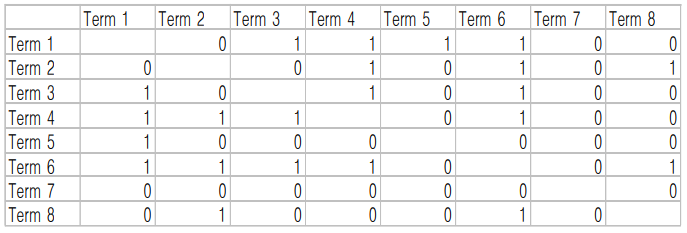 Term 1 Term 2 Term 3 Term 4 Term 5 Term 6 Term 7 Term 8
Term 1 0 1 1 1 1 0 0
Term 2 0 0 1 0 1 0 1
Term 3 1 0 1 0 1 0 0
Term 4 1 1 1 0 1 0 0
Term 5 1 0 0 0 0 0 0
Term 6 1 1 1 1 0 0 1
Term 7 0 0 0 0 0 0 0
Term 8 0 1 0 0 0 1 0